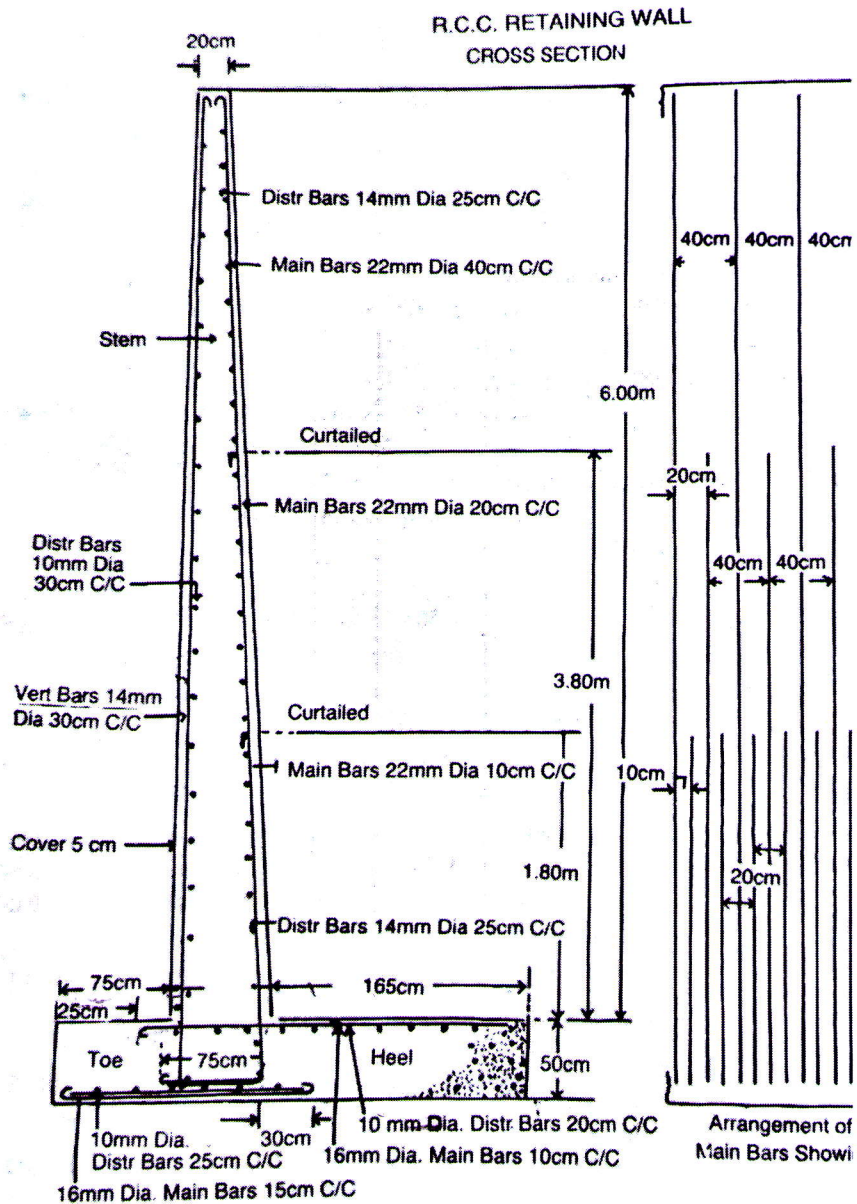 R.C.C. RETAINING WALL
CROSS SECTION
20cm
Distr Bars 14mm Dia 25cm C/C
40cm
40cm
40cm
Main Bars 22mm Dia 40cm C/C
Stem
6.00m
Curtailed
20cm
Main Bars 22mm Dia 20cm C/C
Distr Bars
10mm Dia
30cm C/C
40cm
40cm
3.80m
Vert Bars 14mm
Dia 30cm C/C
Curtailed
Main Bars 22mm Dia 10cm C/C
10cm
Cover 5 cm
1.80m
20cm
Distr Bars 14mm Dia 25cm C/C
75cm
165cm
25cm
Toe
75cm
Heel
50cm
10mm Dia.
Distr Bars 25cm C/C
30cm
10 mm Dia. Distr Bars 20cm C/C
16mm Dia. Main Bars 10cm C/C
16mm Dia. Main Bars 15cm C/C
Arrangement of
Main Bars Showi